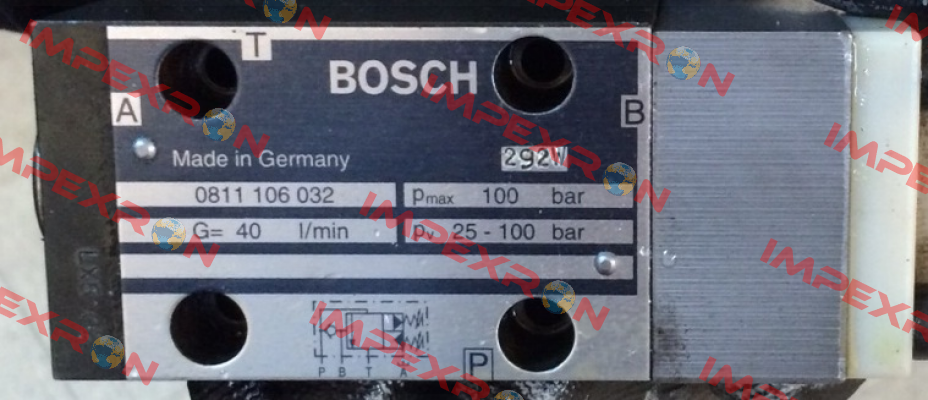 T
BOSCH
A
B
Made in Germany
292W
0811 106 032
pmax 100 bar
G= 40 l/min
pv 25 - 100 bar
P
P B T A
IMPEXRON